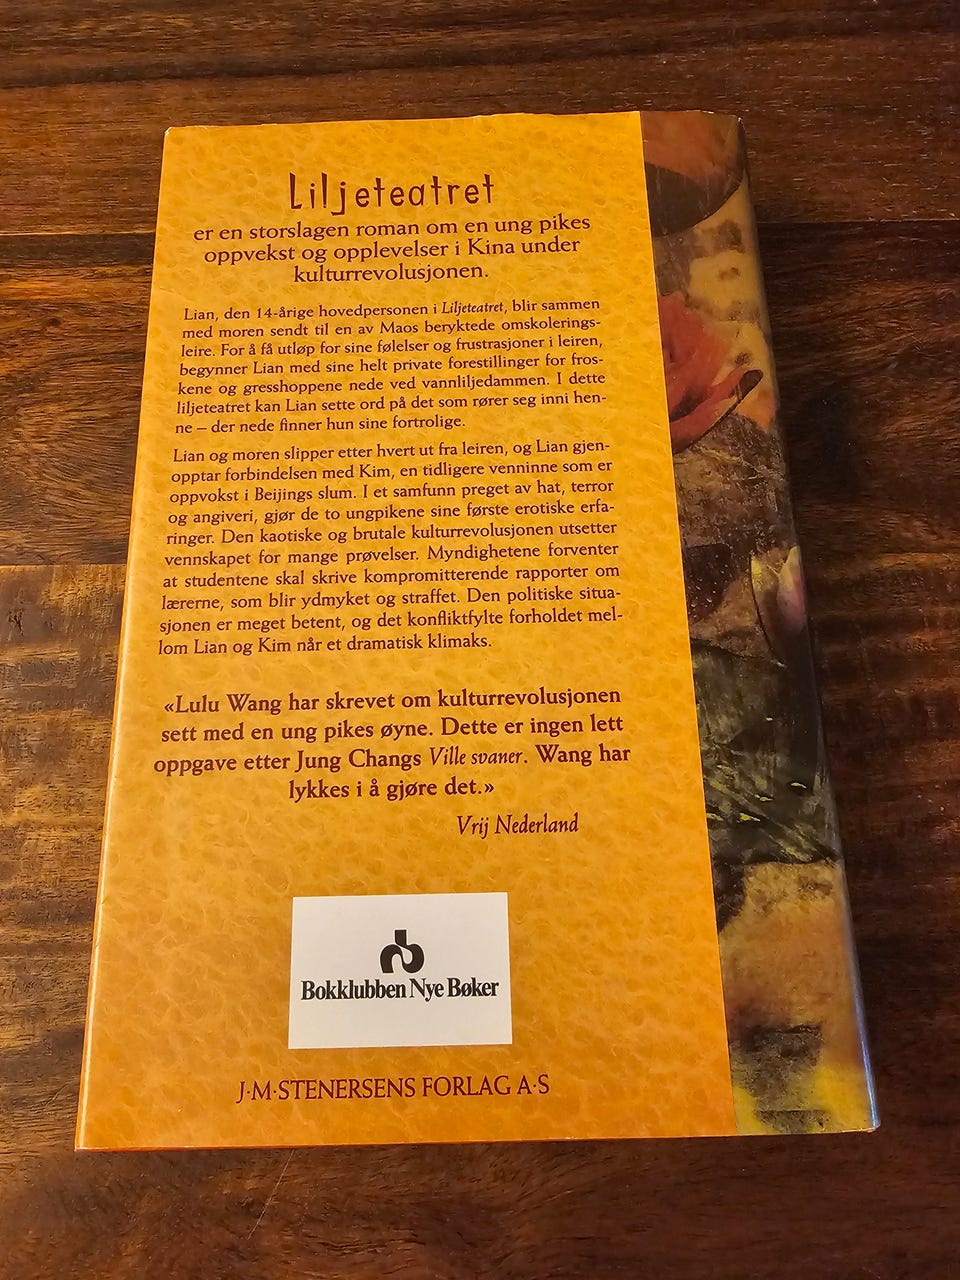 Liljeteatret
er en storslagen roman om en ung pikes
oppvekst og opplevelser i Kina under
kulturrevolusjonen.
Lian, den 14-årige hovedpersonen i Liljeteatret, blir sammen
med moren sendt til en av Maos beryktede omskolerings-
leire. For å få utløp for sine følelser og frustrasjoner i leiren,
begynner Lian med sine helt private forestillinger for fros-
kene og gresshoppene nede ved vannliljedammen. I dette
liljeteatret kan Lian sette ord på det som rører seg inni hen-
ne – der nede finner hun sine fortrolige.
Lian og moren slipper etter hvert ut fra leiren, og Lian gjen-
opptar forbindelsen med Kim, en tidligere venninne som er
oppvokst i Beijings slum. I et samfunn preget av hat, terror
og angiveri, gjør de to ungpikene sine første erotiske erfa-
ringer. Den kaotiske og brutale kulturrevolusjonen utsetter
vennskapet for mange prøvelser. Myndighetene forventer
at studentene skal skrive kompromitterende rapporter om
lærerne, som blir ydmyket og straffet. Den politiske situa-
sjonen er meget betent, og det konfliktfylte forholdet mel-
lom Lian og Kim når et dramatisk klimaks.
«Lulu Wang har skrevet om kulturrevolusjonen
sett med en ung pikes øyne. Dette er ingen lett
oppgave etter Jung Changs Ville svaner. Wang har
lykkes i å gjøre det.»
Vrij Nederland
Bokklubben Nye Bøker
J·M·STENERSENS FORLAG A·S